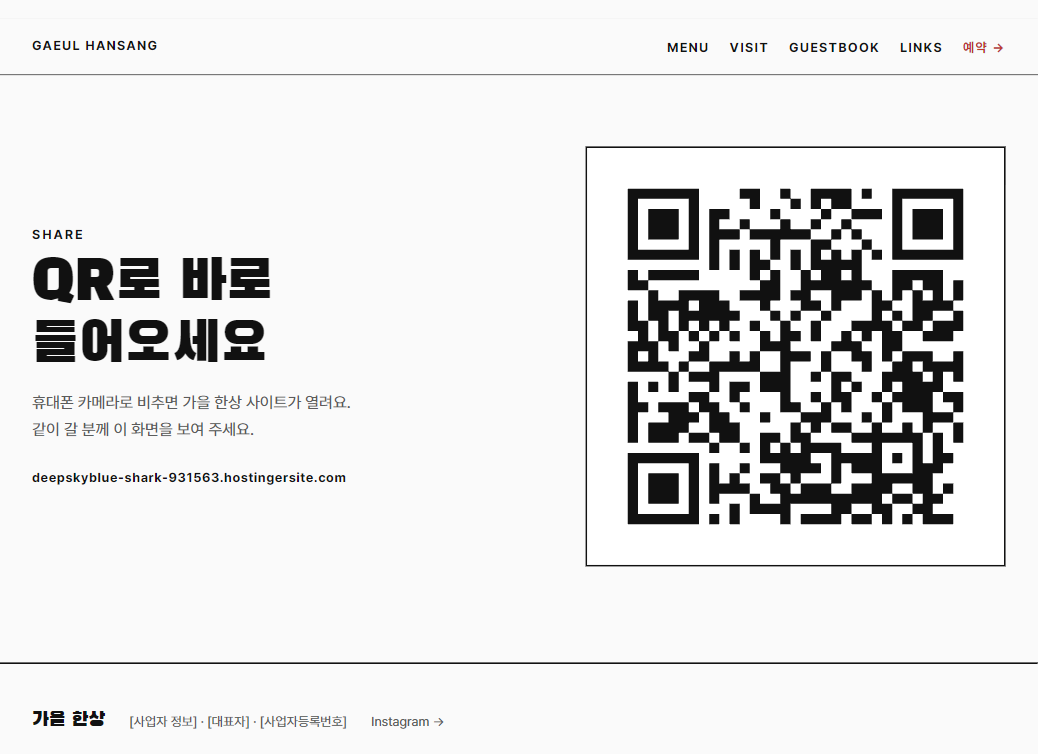 GAEUL HANSANG
MENU VISIT GUESTBOOK LINKS 예약 →
SHARE
QR로 바로
들어오세요
휴대폰 카메라로 비추면 가을 한상 사이트가 열려요.
같이 갈 분께 이 화면을 보여 주세요.
deepskyblue-shark-931563.hostingersite.com
가을 한상 [사업자 정보] · [대표자] · [사업자등록번호] Instagram →